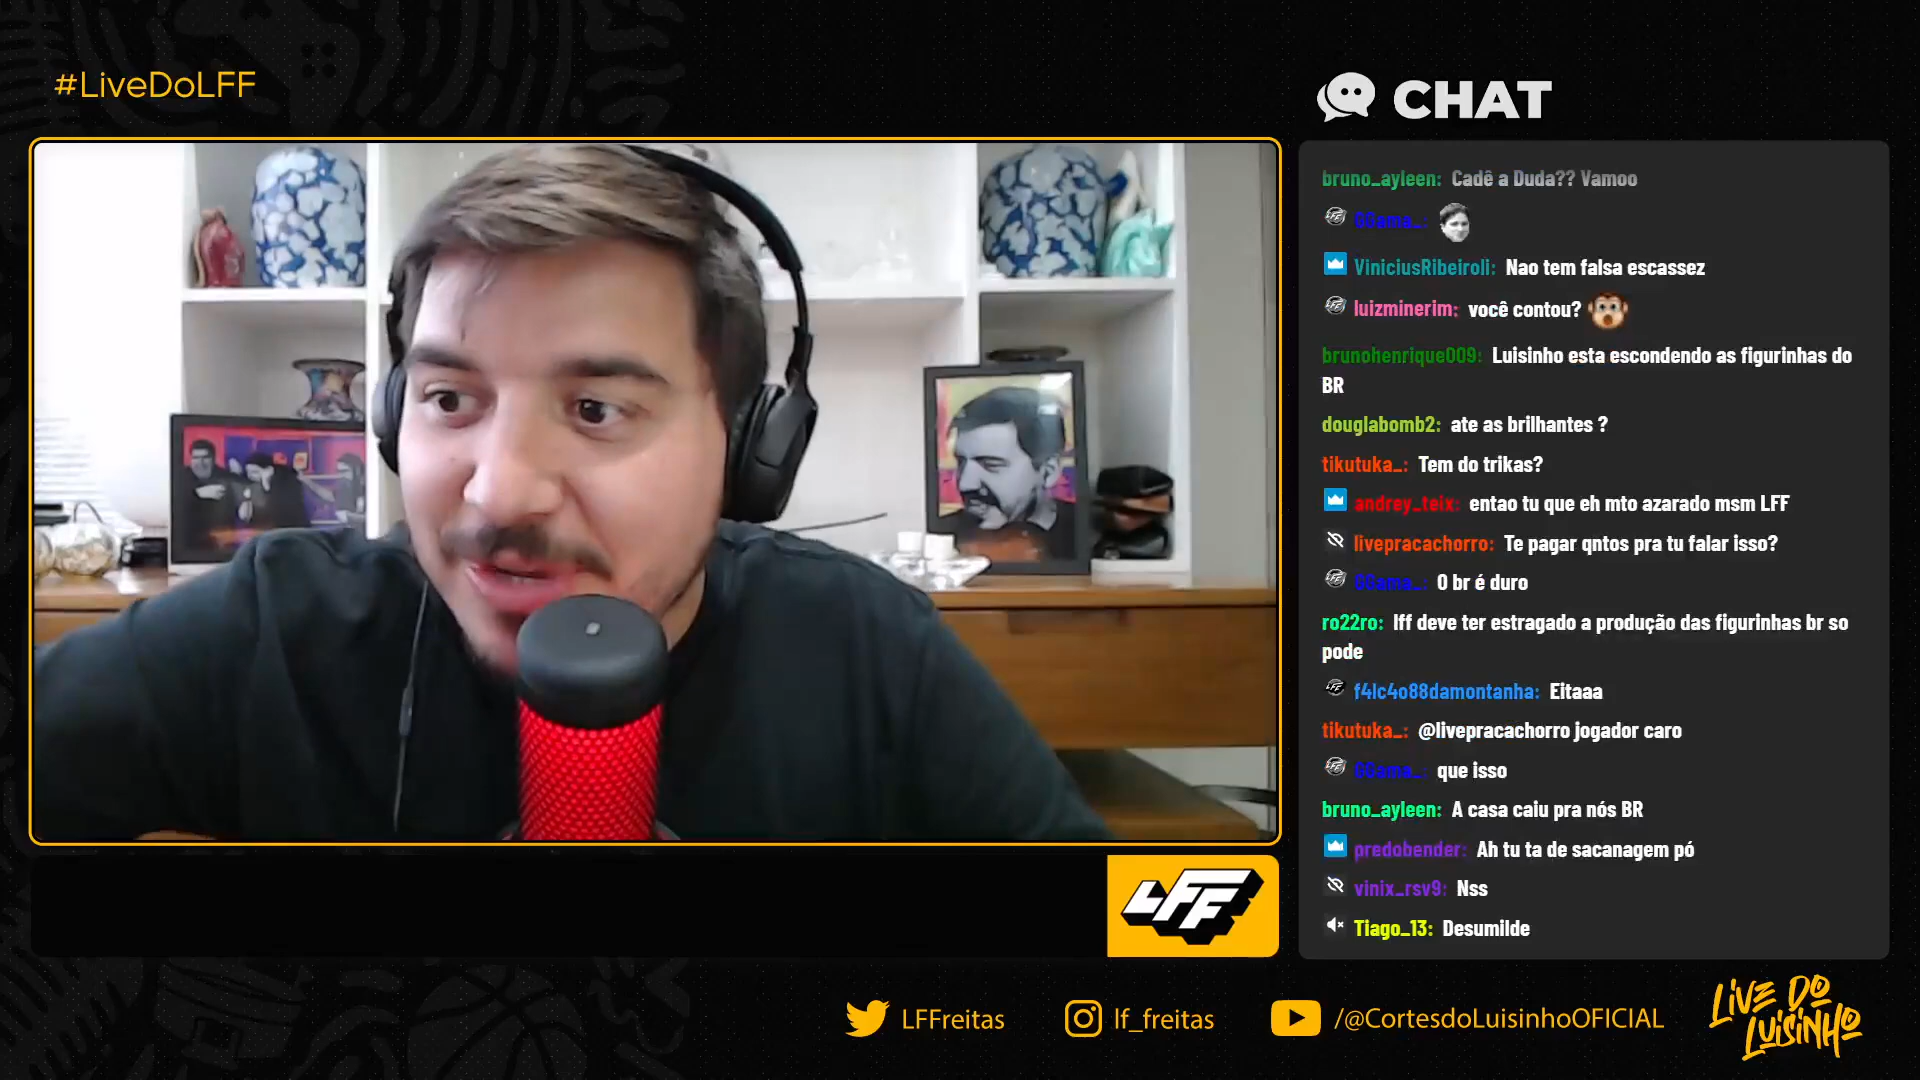 #LiveDoLFF
CHAT
bruno_ayleen: Cadê a Duda?? Vamoo
GGama_:
ViniciusRibeiroli: Nao tem falsa escassez
luizminerim: você contou?
brunohenrique009: Luisinho esta escondendo as figurinhas do
BR
douglabomb2: ate as brilhantes ?
tikutuka_: Tem do trikas?
andrey_teix: entao tu que eh mto azarado msm LFF
livepracachorro: Te pagar qntos pra tu falar isso?
GGama_: O br é duro
ro22ro: lff deve ter estragado a produção das figurinhas br so
pode
f4lc4o88damontanha: Eitaaa
tikutuka_: @livepracachorro jogador caro
GGama_: que isso
bruno_ayleen: A casa caiu pra nós BR
predobender: Ah tu ta de sacanagem pó
vinix_rsv9: Nss
Tiago_13: Desumilde
LFF
LFFreitas
lf_freitas
/@CortesdoLuisinhoOFICIAL
LIVE DO
LUISINHO